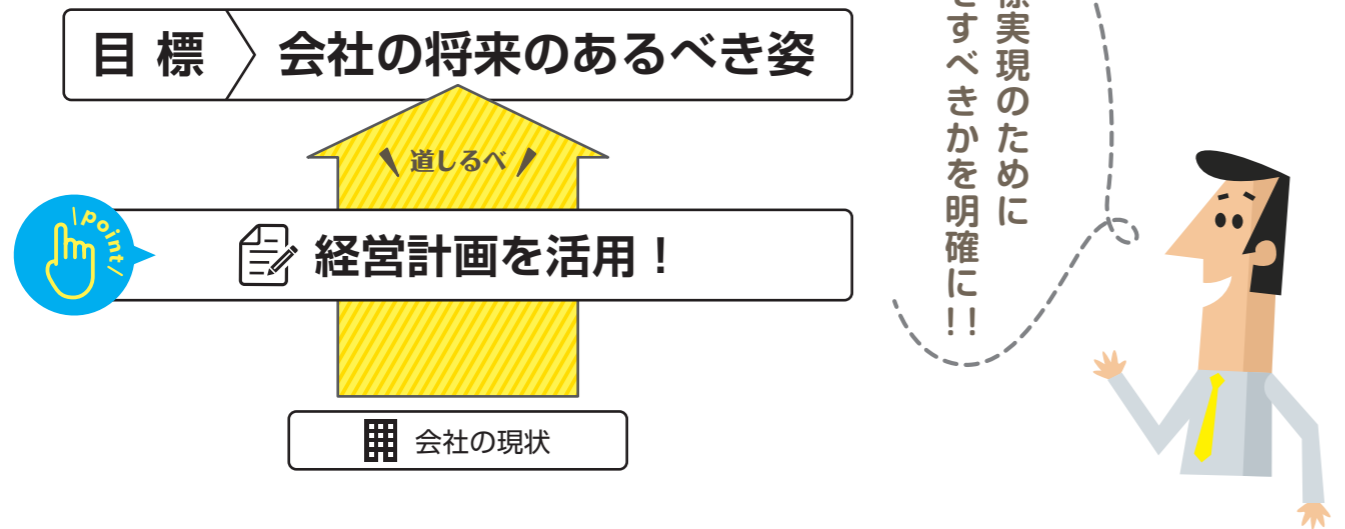 目 標 会社の将来のあるべき姿
道しるべ
point
経営計画を活用！
会社の現状
実現のために
すべきかを明確に!!